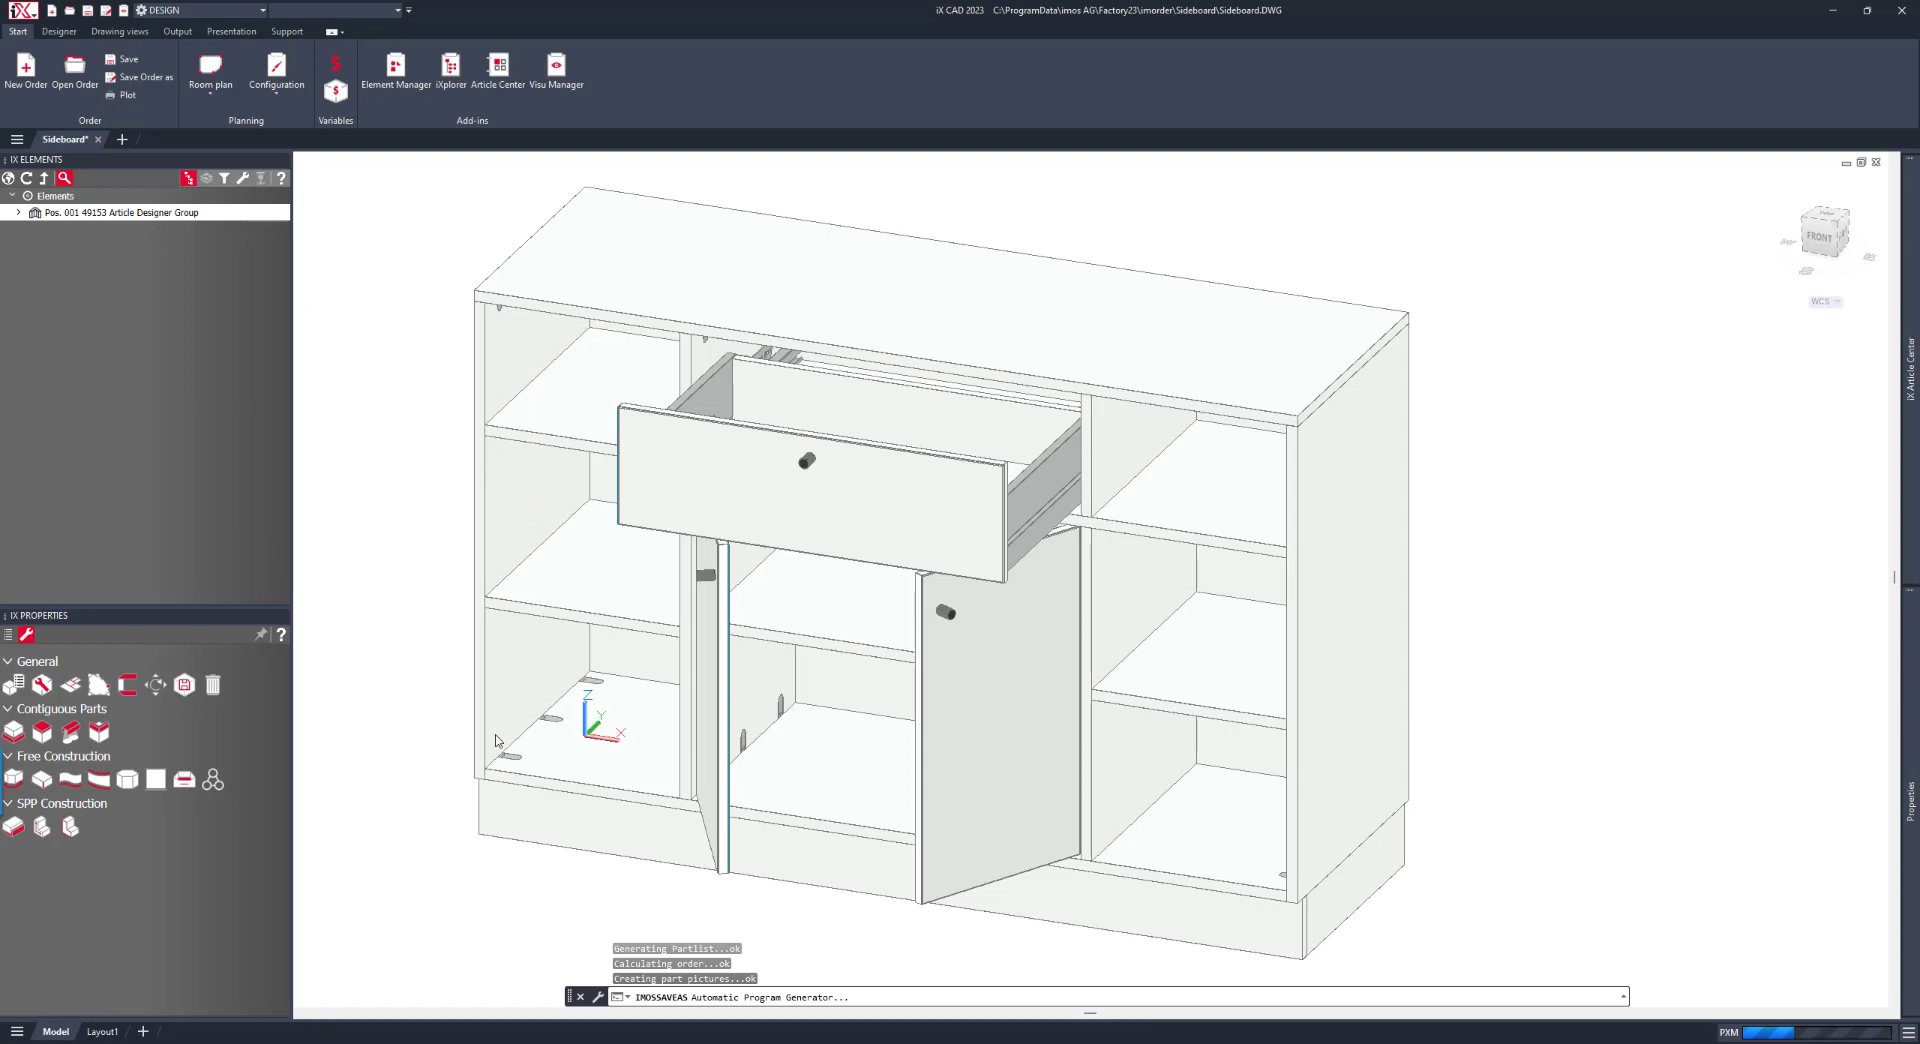 iX
DESIGN
iX CAD 2023 C:\ProgramData\imos AG\Factory23\imorder\Sideboard\Sideboard.DWG
Start Designer Drawing views Output Presentation Support
New Order Open Order Save Save Order as Plot
Room plan Configuration
Element Manager iXplorer Article Center Visu Manager
Order Planning Variables Add-ins
Sideboard*
IX ELEMENTS
Elements
Pos. 001 49153 Article Designer Group
TOP
FRONT
WCS
iX Article Center
IX PROPERTIES
General
Contiguous Parts
Free Construction
SPP Construction
Z
Y
X
Properties
Generating Partlist...ok
Calculating order...ok
Creating part pictures...ok
IMOSSAVEAS Automatic Program Generator...
Model Layout1
PXM